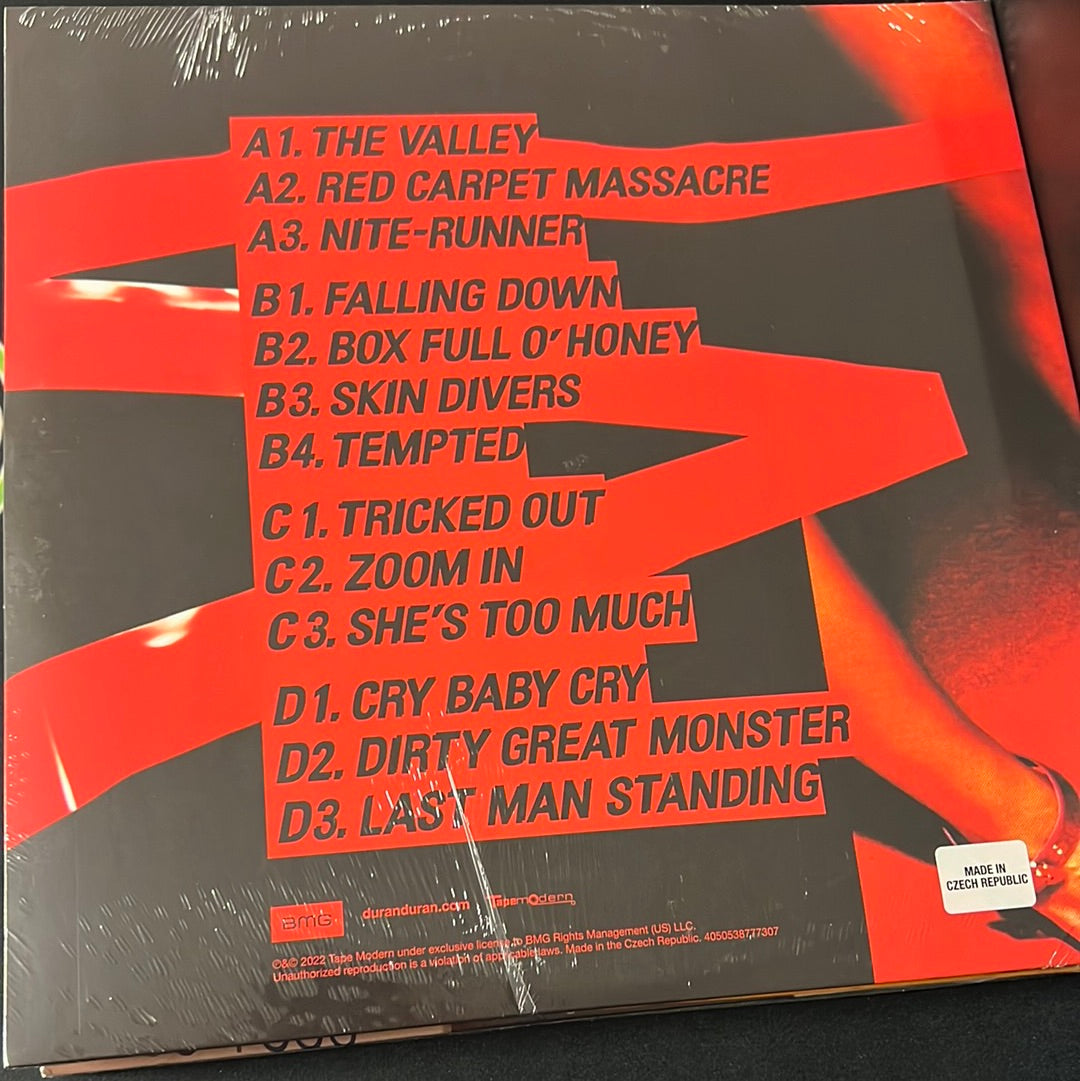 A1. THE VALLEY
A2. RED CARPET MASSACRE
A3. NITE-RUNNER
B1. FALLING DOWN
B2. BOX FULL O' HONEY
B3. SKIN DIVERS
B4. TEMPTED
C1. TRICKED OUT
C2. ZOOM IN
C3. SHE'S TOO MUCH
D1. CRY BABY CRY
D2. DIRTY GREAT MONSTER
D3. LAST MAN STANDING
MADE IN
CZECH REPUBLIC
BMG duranduran.com Tapemodern
℗&© 2022 Tape Modern under exclusive license to BMG Rights Management (US) LLC.
Unauthorized reproduction is a violation of applicable laws. Made in the Czech Republic. 4050538777307